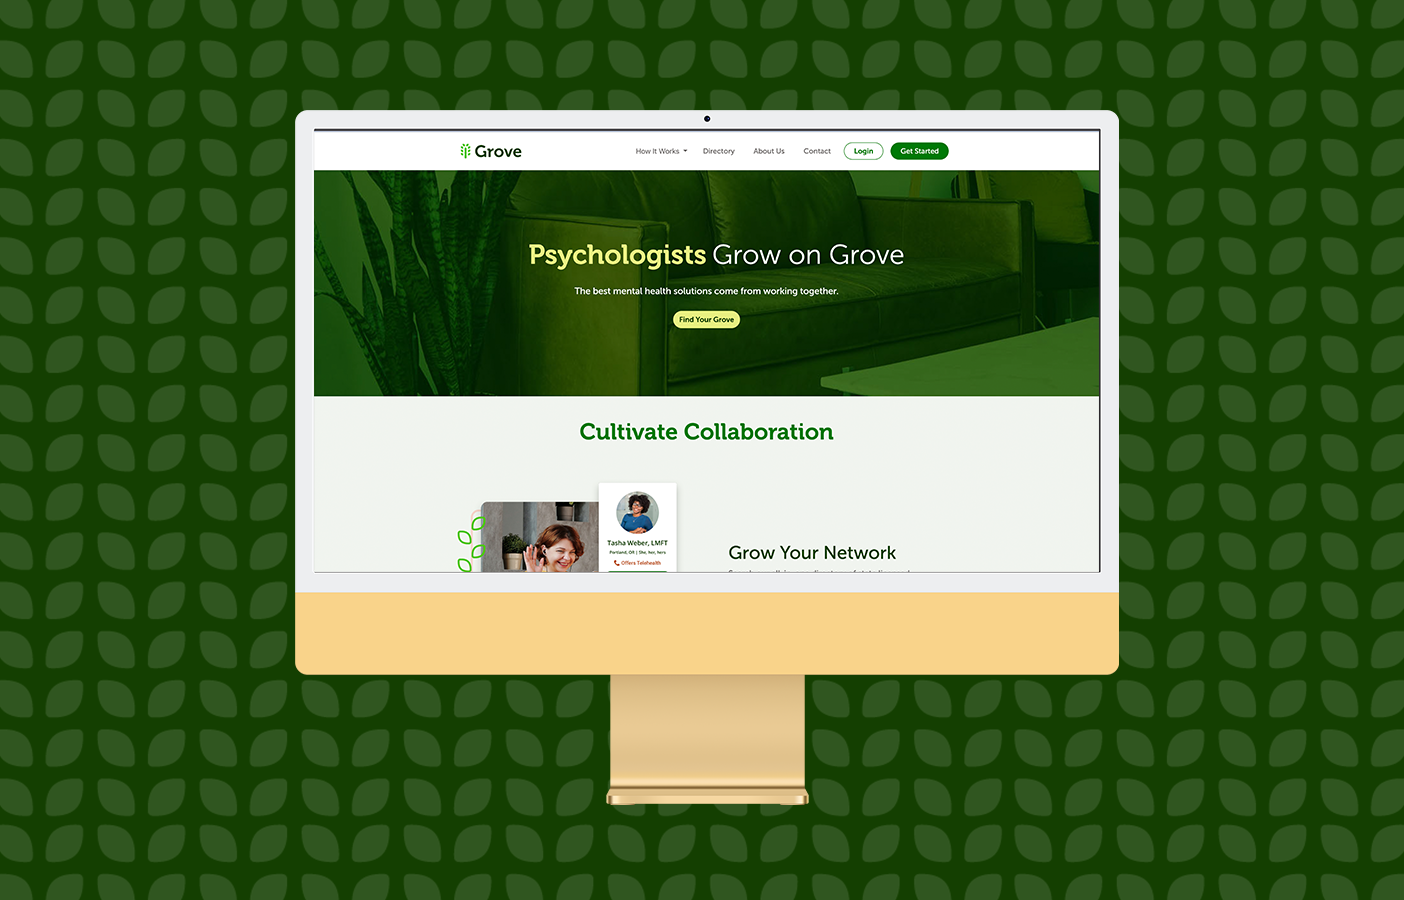 Grove
How It Works
Directory
About Us
Contact
Login
Get Started
Psychologists Grow on Grove
The best mental health solutions come from working together.
Find Your Grove
Cultivate Collaboration
Tasha Weber, LMFT
Portland, OR | She, her, hers
Offers Telehealth
Grow Your Network